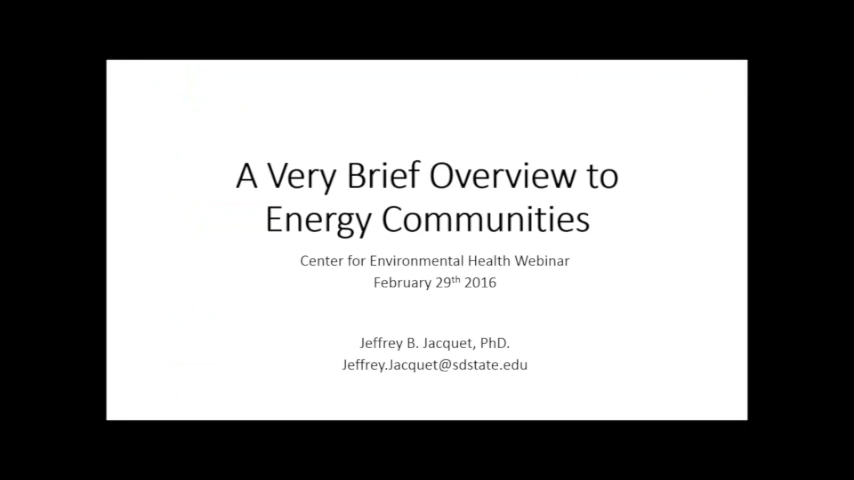 A Very Brief Overview to
Energy Communities
Center for Environmental Health Webinar
February 29th 2016
Jeffrey B. Jacquet, PhD.
Jeffrey.Jacquet@sdstate.edu